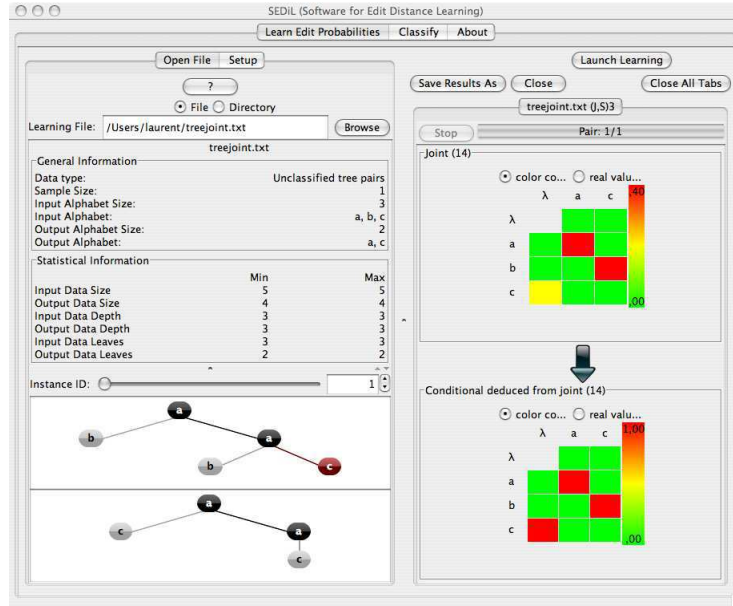 SEDiL (Software for Edit Distance Learning)
Learn Edit Probabilities Classify About
Open File Setup
?
File Directory
Learning File: /Users/laurent/treejoint.txt Browse
treejoint.txt
General Information
Data type: Unclassified tree pairs
Sample Size: 1
Input Alphabet Size: 3
Input Alphabet: a, b, c
Output Alphabet Size: 2
Output Alphabet: a, c
Statistical Information
Min Max
Input Data Size 5 5
Output Data Size 4 4
Input Data Depth 3 3
Output Data Depth 3 3
Input Data Leaves 3 3
Output Data Leaves 2 2
Instance ID: 1
a
b a
b c
a
c a
c
Launch Learning
Save Results As Close Close All Tabs
treejoint.txt (J,S)3
Stop Pair: 1/1
Joint (14)
color co... real valu...
λ a c ,40
λ
a
b
c ,00
Conditional deduced from joint (14)
color co... real valu...
λ a c 1,00
λ
a
b
c ,00